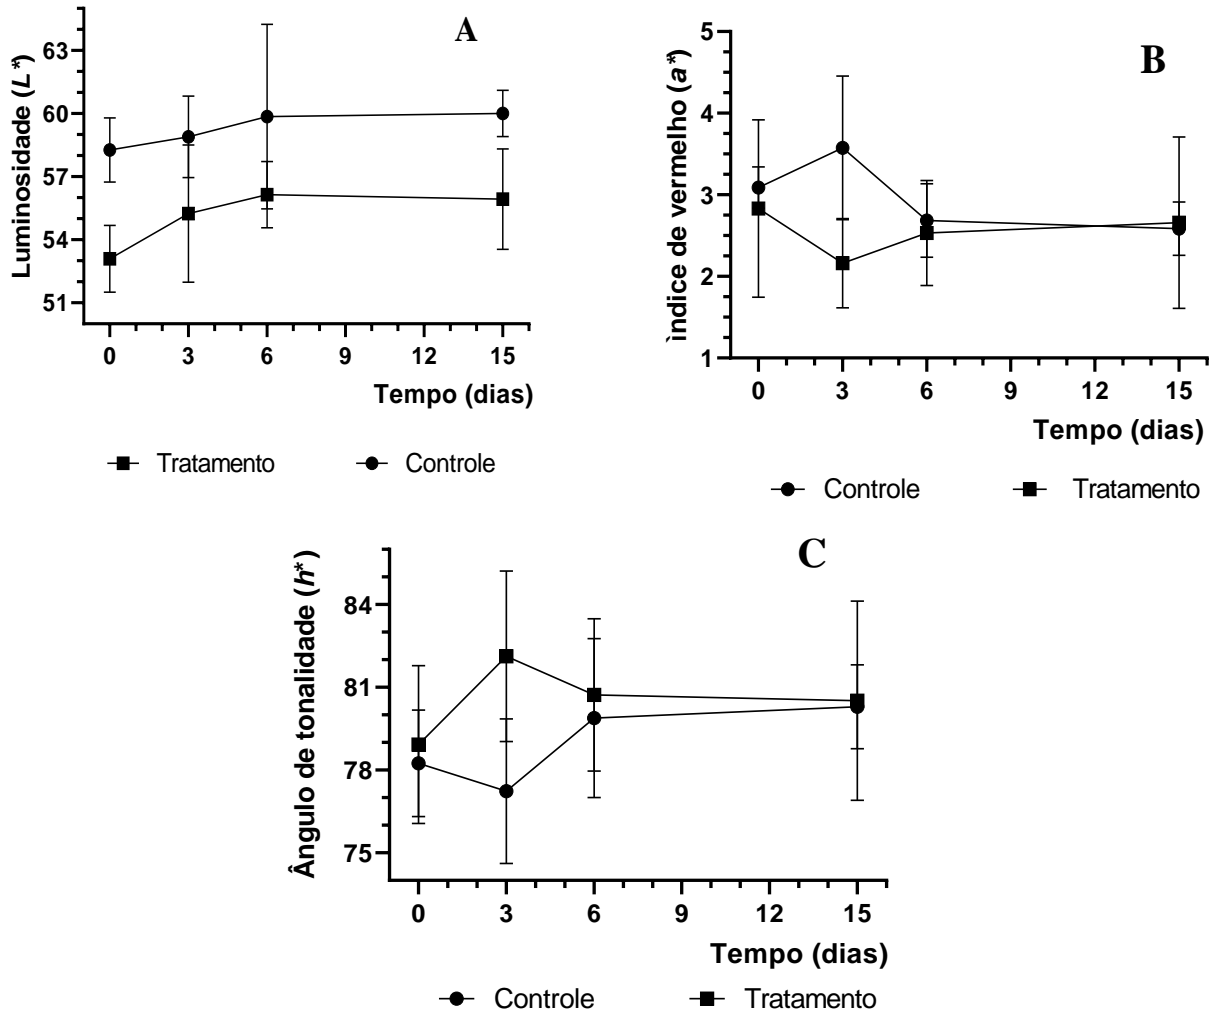 A
Luminosidade (L*)
63
60
57
54
51
0 3 6 9 12 15
Tempo (dias)
Tratamento Controle
B
ìndice de vermelho (a*)
5
4
3
2
1
0 3 6 9 12 15
Tempo (dias)
Controle Tratamento
C
Ângulo de tonalidade (h*)
84
81
78
75
0 3 6 9 12 15
Tempo (dias)
Controle Tratamento